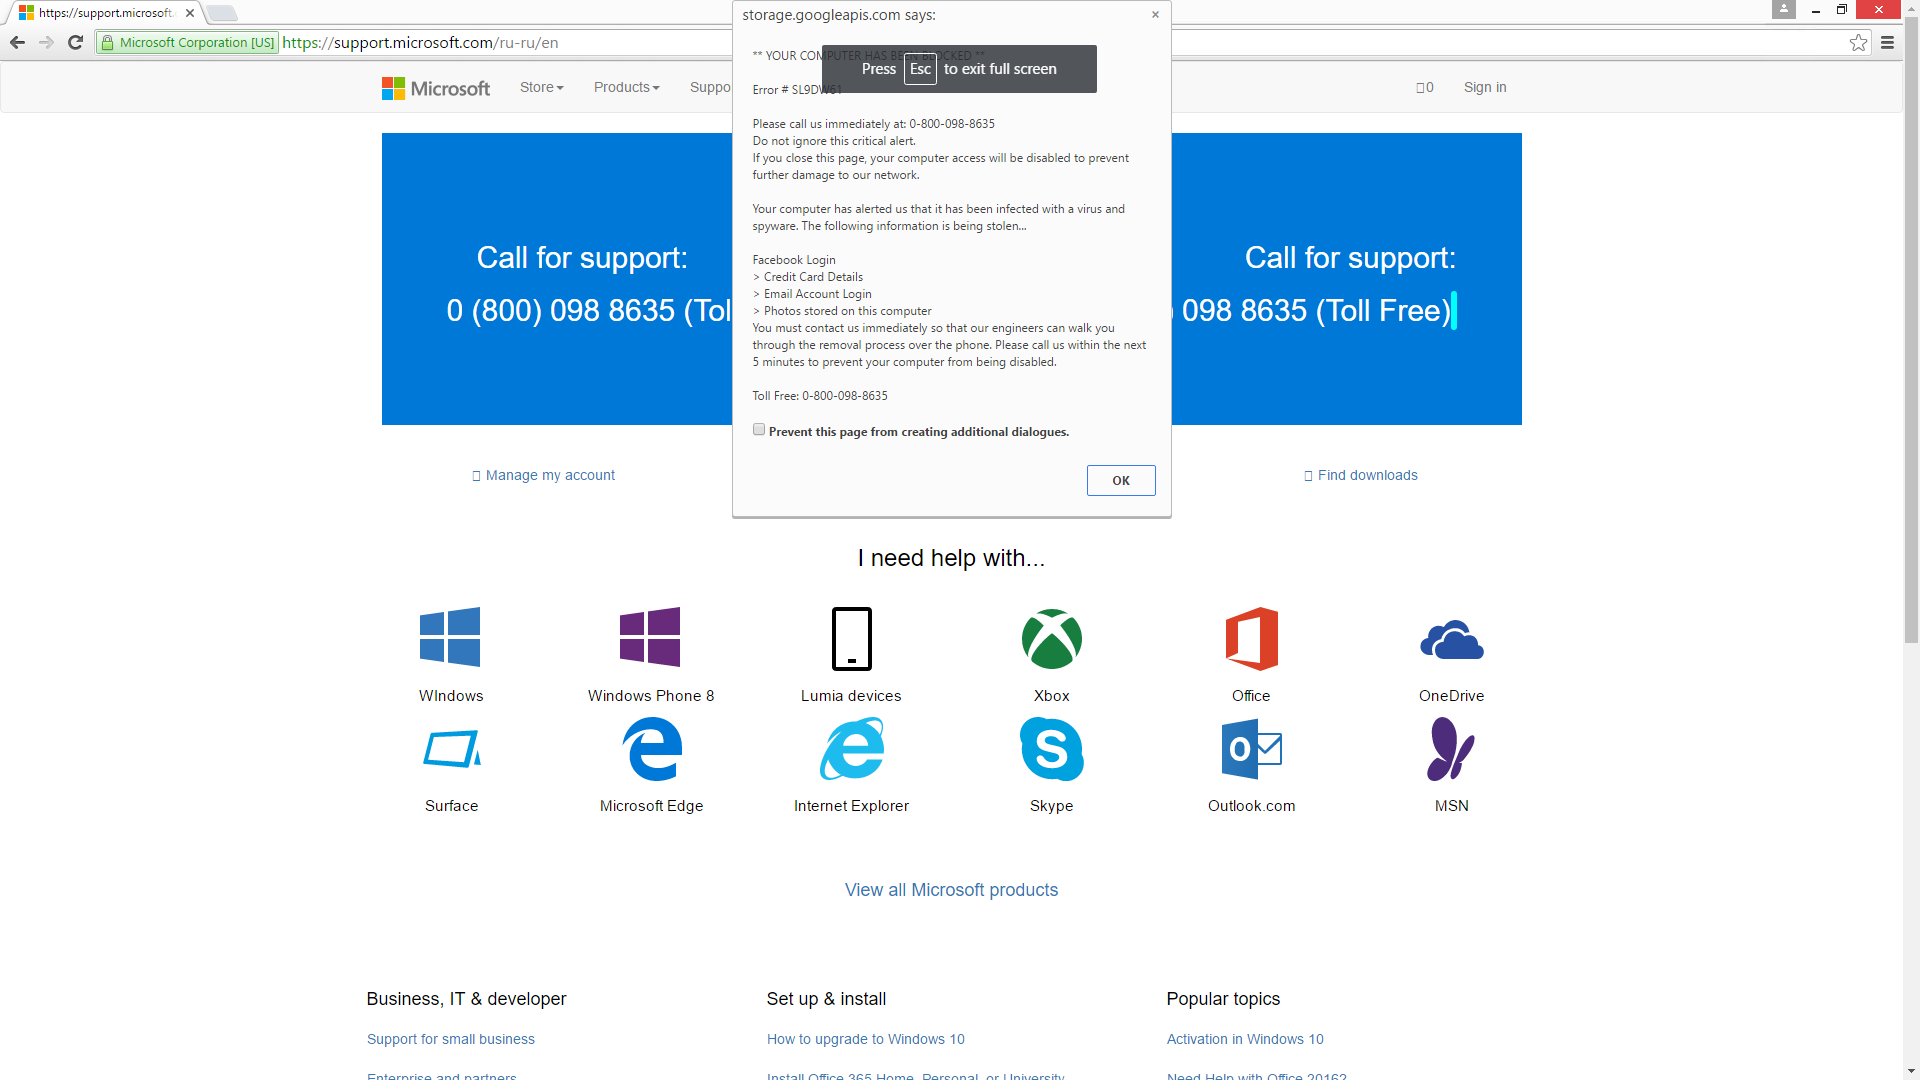 https://support.microsoft.
Microsoft Corporation [US] https://support.microsoft.com/ru-ru/en
Microsoft Store Products Suppo 0 Sign in
storage.googleapis.com says:
** YOUR COMPUTER HAS BEEN BLOCKED **
Press Esc to exit full screen
Error # SL9DW61
Please call us immediately at: 0-800-098-8635
Do not ignore this critical alert.
If you close this page, your computer access will be disabled to prevent
further damage to our network.
Your computer has alerted us that it has been infected with a virus and
spyware. The following information is being stolen...
Facebook Login
> Credit Card Details
> Email Account Login
> Photos stored on this computer
You must contact us immediately so that our engineers can walk you
through the removal process over the phone. Please call us within the next
5 minutes to prevent your computer from being disabled.
Toll Free: 0-800-098-8635
Prevent this page from creating additional dialogues.
OK
Call for support:
0 (800) 098 8635 (Tol
Call for support:
) 098 8635 (Toll Free)
Manage my account
Find downloads
I need help with...
WIndows
Windows Phone 8
Lumia devices
Xbox
Office
OneDrive
Surface
Microsoft Edge
Internet Explorer
Skype
Outlook.com
MSN
View all Microsoft products
Business, IT & developer
Support for small business
Enterprise and partners
Set up & install
How to upgrade to Windows 10
Install Office 365 Home, Personal, or University
Popular topics
Activation in Windows 10
Need Help with Office 2016?